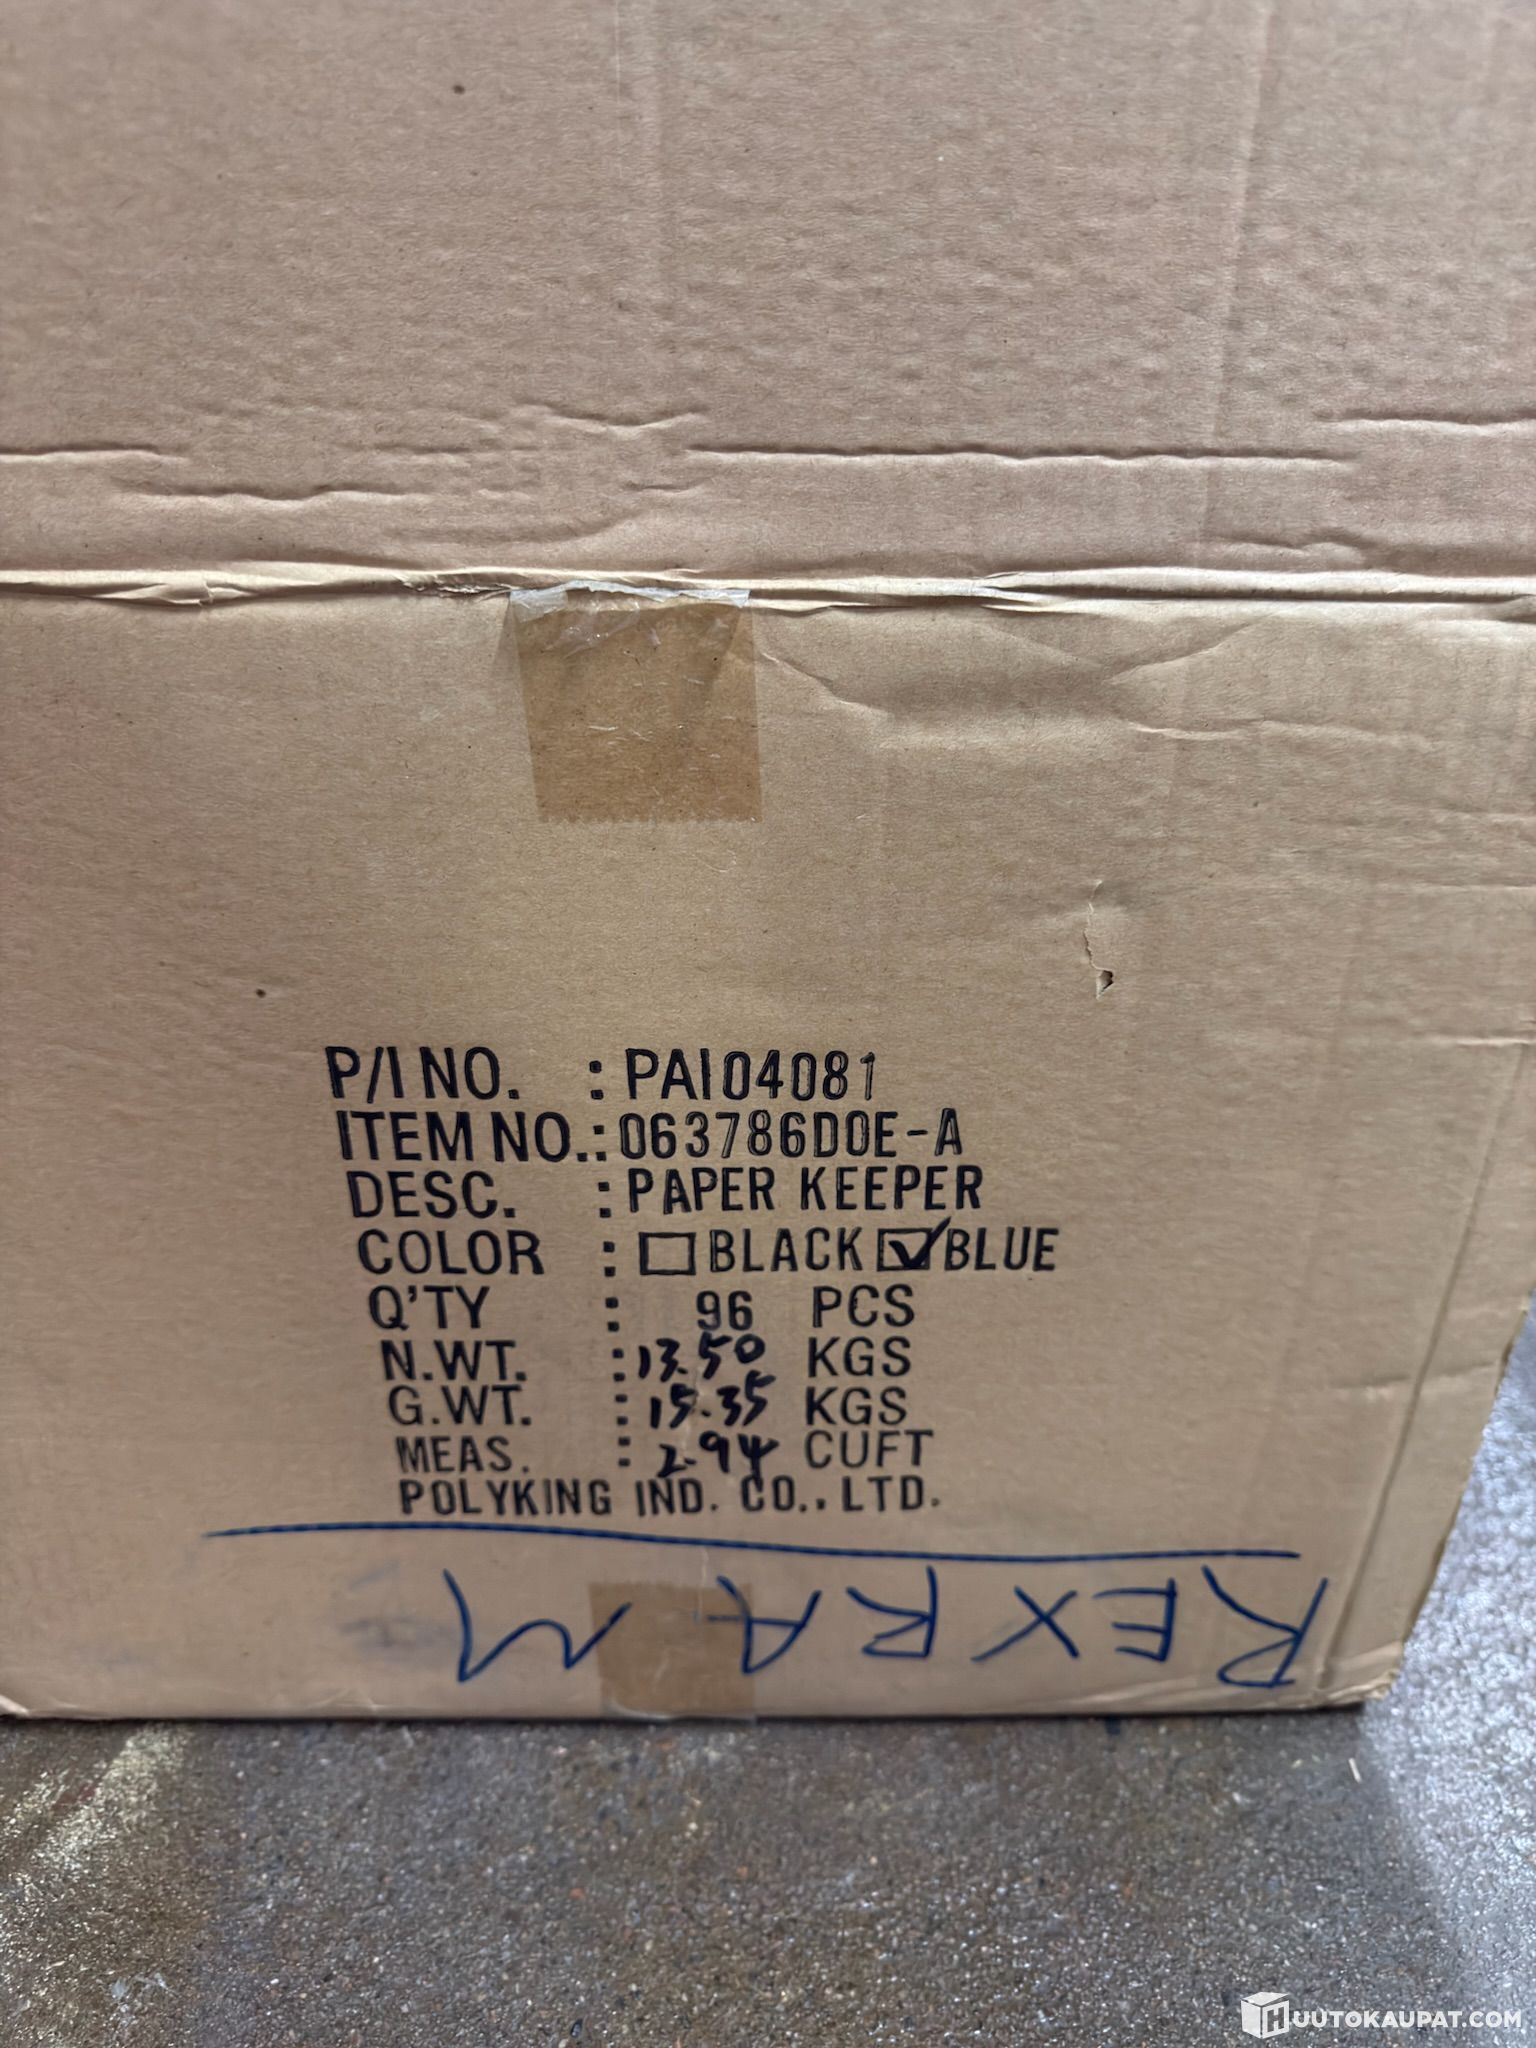 P/I NO. : PAI04081
ITEM NO.: 063786D0E-A
DESC. : PAPER KEEPER
COLOR : ☐ BLACK ☑ BLUE
Q'TY : 96 PCS
N.WT. : 13.50 KGS
G.WT. : 15.35 KGS
MEAS. : 2.94 CUFT
POLYKING IND. CO., LTD.
REXRAM
HUUTOKAUPAT.COM